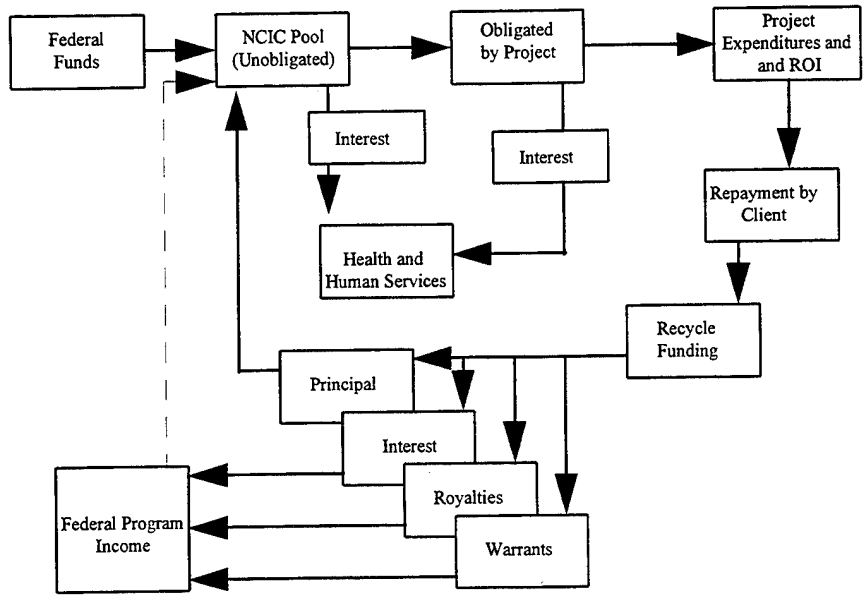 Federal
Funds
NCIC Pool
(Unobligated)
Obligated
by Project
Project
Expenditures and
and ROI
Interest
Interest
Repayment by
Client
Health and
Human Services
Recycle
Funding
Principal
Interest
Royalties
Federal Program
Income
Warrants